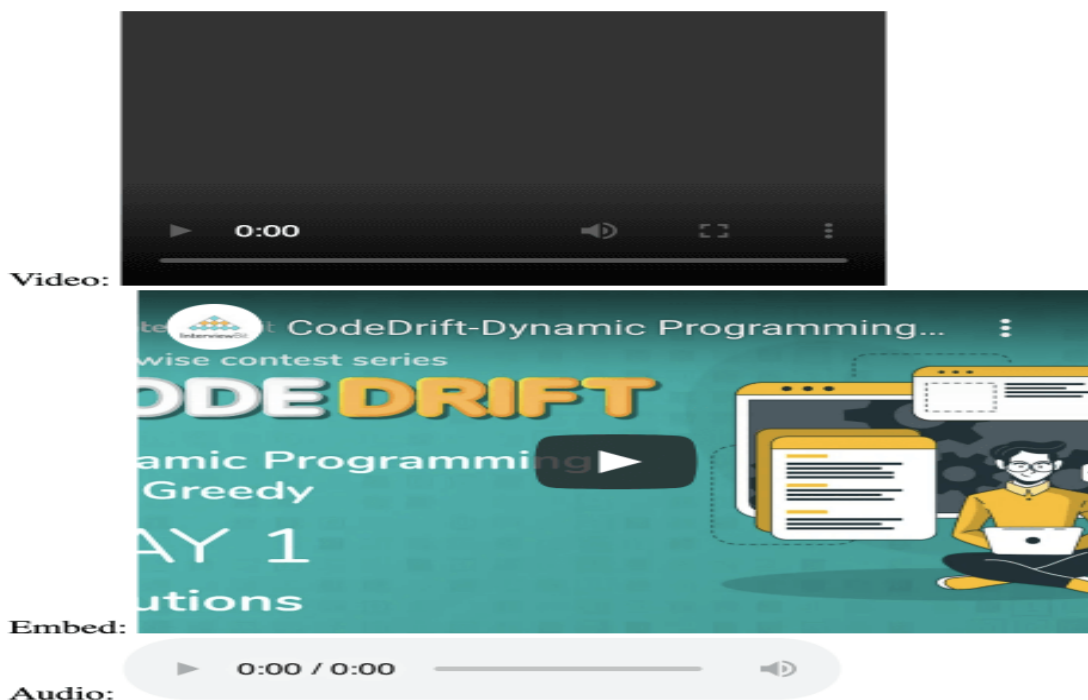 0:00
Video:
InterviewBit
CodeDrift-Dynamic Programming...
wise contest series
ODE DRIFT
amic Programming
Greedy
AY 1
utions
Embed:
0:00 / 0:00
Audio: